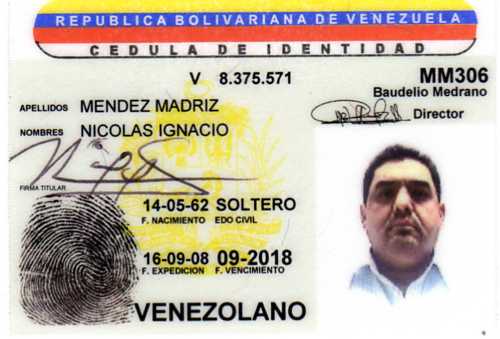 REPUBLICA BOLIVARIANA DE VENEZUELA
CEDULA DE IDENTIDAD
V 8.375.571
MM306
Baudelio Medrano
Director
APELLIDOS MENDEZ MADRIZ
NOMBRES NICOLAS IGNACIO
FIRMA TITULAR
14-05-62 SOLTERO
F. NACIMIENTO EDO CIVIL
16-09-08 09-2018
F. EXPEDICION F. VENCIMIENTO
VENEZOLANO